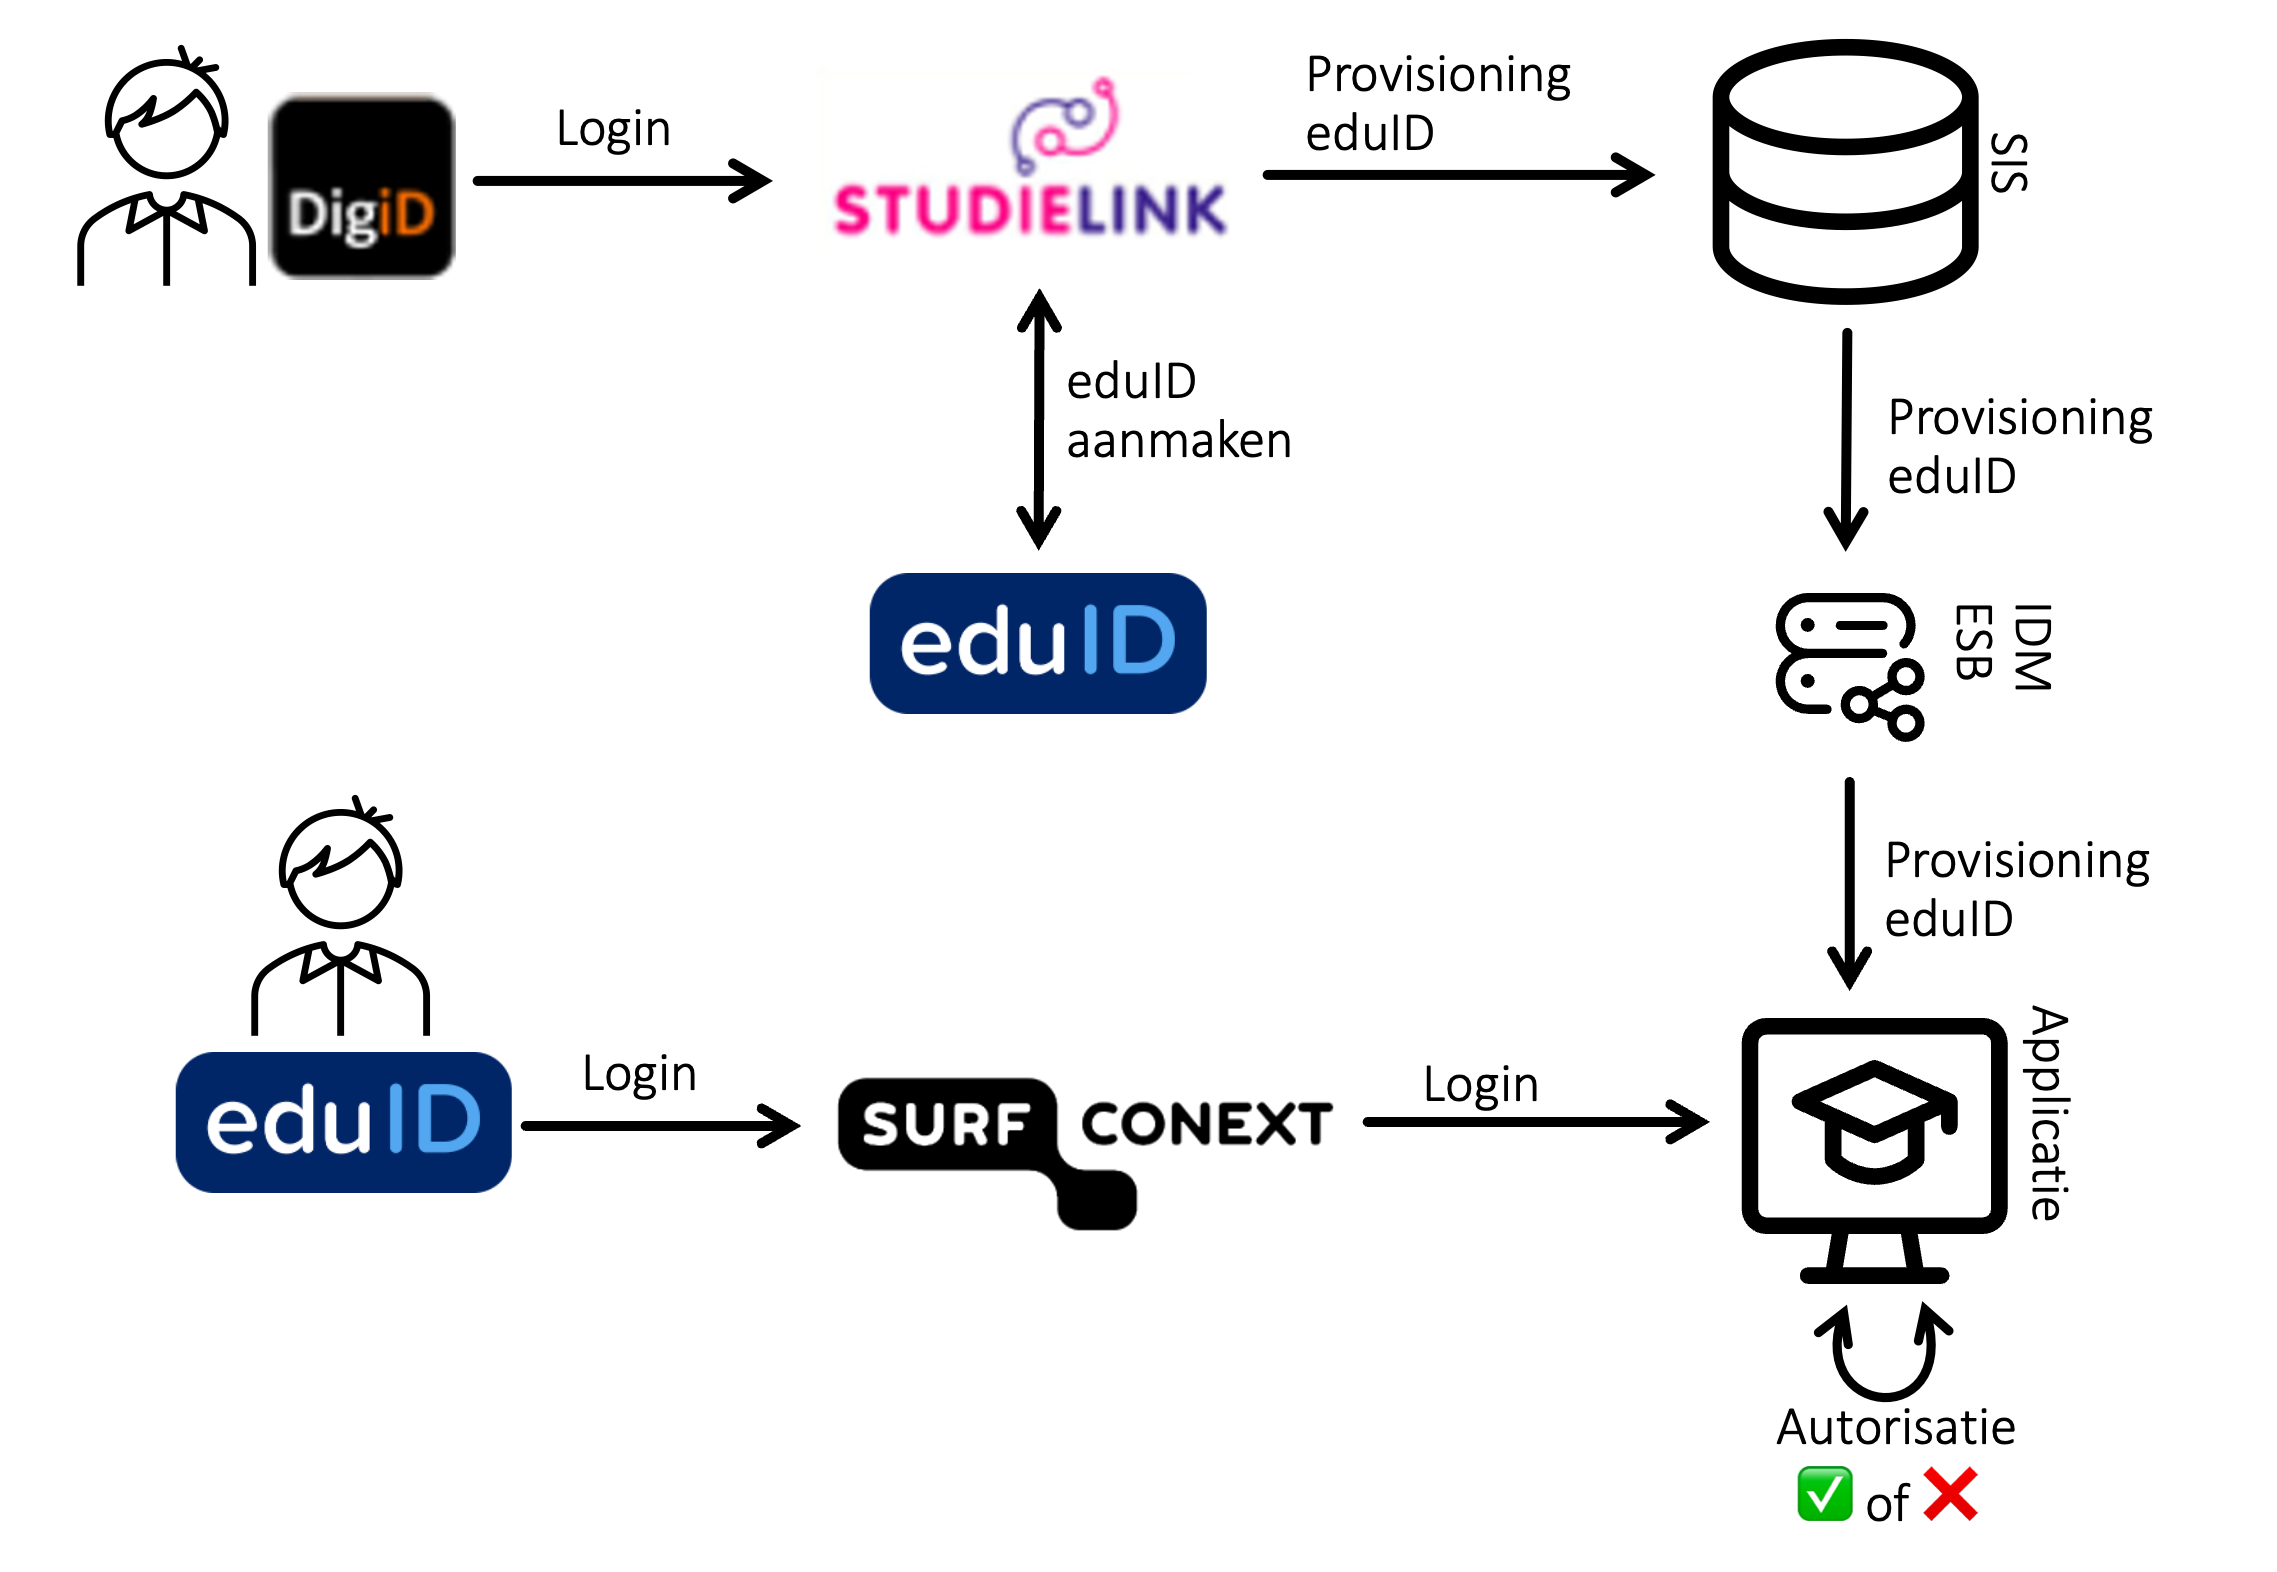 DigiD
Login
STUDIELINK
Provisioning
eduID
SIS
eduID
aanmaken
Provisioning
eduID
eduID
IDM
ESB
Provisioning
eduID
eduID
Login
SURF CONEXT
Login
Applicatie
Autorisatie
✅ of ❌